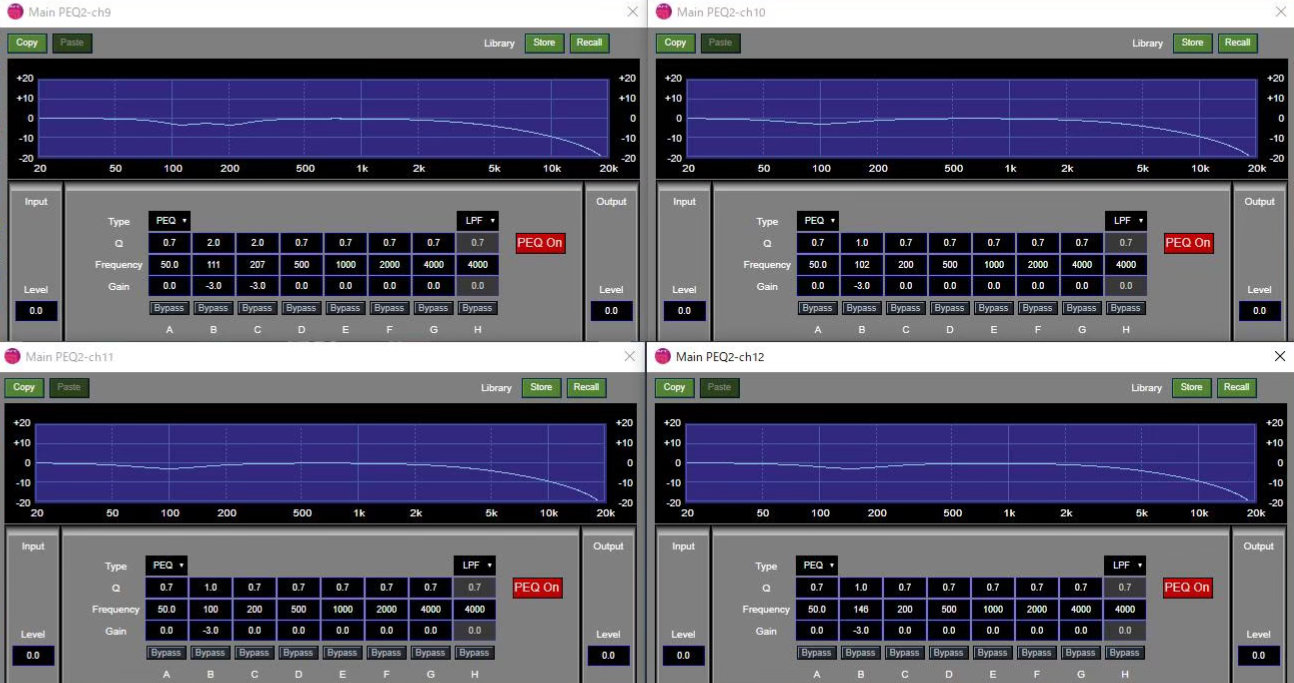 Main PEQ2-ch9
Copy Paste Library Store Recall
+20 +20
+10 +10
0 0
-10 -10
-20 -20
20 50 100 200 500 1k 2k 5k 10k 20k
Input Output
Type PEQ LPF
Q 0.7 2.0 2.0 0.7 0.7 0.7 0.7 0.7 PEQ On
Frequency 50.0 111 207 500 1000 2000 4000 4000
Gain 0.0 -3.0 -3.0 0.0 0.0 0.0 0.0 0.0
Level Level
0.0 Bypass Bypass Bypass Bypass Bypass Bypass Bypass Bypass 0.0
A B C D E F G H
Main PEQ2-ch10
Copy Paste Library Store Recall
+20 +20
+10 +10
0 0
-10 -10
-20 -20
20 50 100 200 500 1k 2k 5k 10k 20k
Input Output
Type PEQ LPF
Q 0.7 1.0 0.7 0.7 0.7 0.7 0.7 0.7 PEQ On
Frequency 50.0 102 200 500 1000 2000 4000 4000
Gain 0.0 -3.0 0.0 0.0 0.0 0.0 0.0 0.0
Level Level
0.0 Bypass Bypass Bypass Bypass Bypass Bypass Bypass Bypass 0.0
A B C D E F G H
Main PEQ2-ch11
Copy Paste Library Store Recall
+20 +20
+10 +10
0 0
-10 -10
-20 -20
20 50 100 200 500 1k 2k 5k 10k 20k
Input Output
Type PEQ LPF
Q 0.7 1.0 0.7 0.7 0.7 0.7 0.7 0.7 PEQ On
Frequency 50.0 100 200 500 1000 2000 4000 4000
Gain 0.0 -3.0 0.0 0.0 0.0 0.0 0.0 0.0
Level Level
0.0 Bypass Bypass Bypass Bypass Bypass Bypass Bypass Bypass 0.0
A B C D E F G H
Main PEQ2-ch12
Copy Paste Library Store Recall
+20 +20
+10 +10
0 0
-10 -10
-20 -20
20 50 100 200 500 1k 2k 5k 10k 20k
Input Output
Type PEQ LPF
Q 0.7 1.0 0.7 0.7 0.7 0.7 0.7 0.7 PEQ On
Frequency 50.0 146 200 500 1000 2000 4000 4000
Gain 0.0 -3.0 0.0 0.0 0.0 0.0 0.0 0.0
Level Level
0.0 Bypass Bypass Bypass Bypass Bypass Bypass Bypass Bypass 0.0
A B C D E F G H